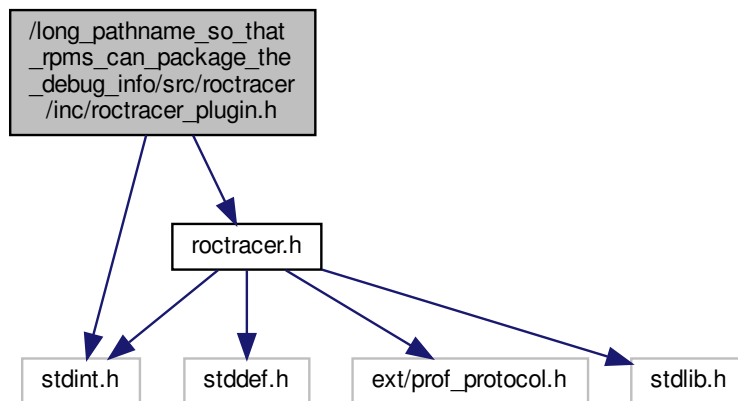 /long_pathname_so_that
_rpms_can_package_the
_debug_info/src/roctracer
/inc/roctracer_plugin.h
roctracer.h
stdint.h
stddef.h
ext/prof_protocol.h
stdlib.h